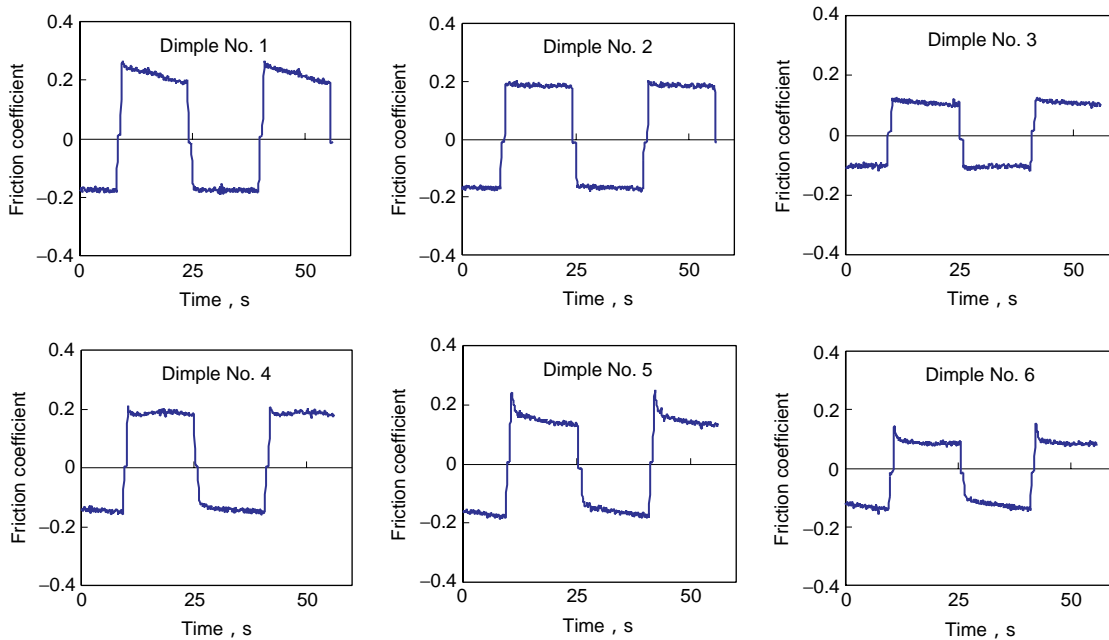 Dimple No. 1
Friction coefficient
0.4
0.2
0
–0.2
–0.4
0
25
50
Time , s
Dimple No. 2
Friction coefficient
0.4
0.2
0
–0.2
–0.4
0
25
50
Time , s
Dimple No. 3
Friction coefficient
0.4
0.2
0
–0.2
–0.4
0
25
50
Time , s
Dimple No. 4
Friction coefficient
0.4
0.2
0
–0.2
–0.4
0
25
50
Time , s
Dimple No. 5
Friction coefficient
0.4
0.2
0
–0.2
–0.4
0
25
50
Time , s
Dimple No. 6
Friction coefficient
0.4
0.2
0
–0.2
–0.4
0
25
50
Time , s